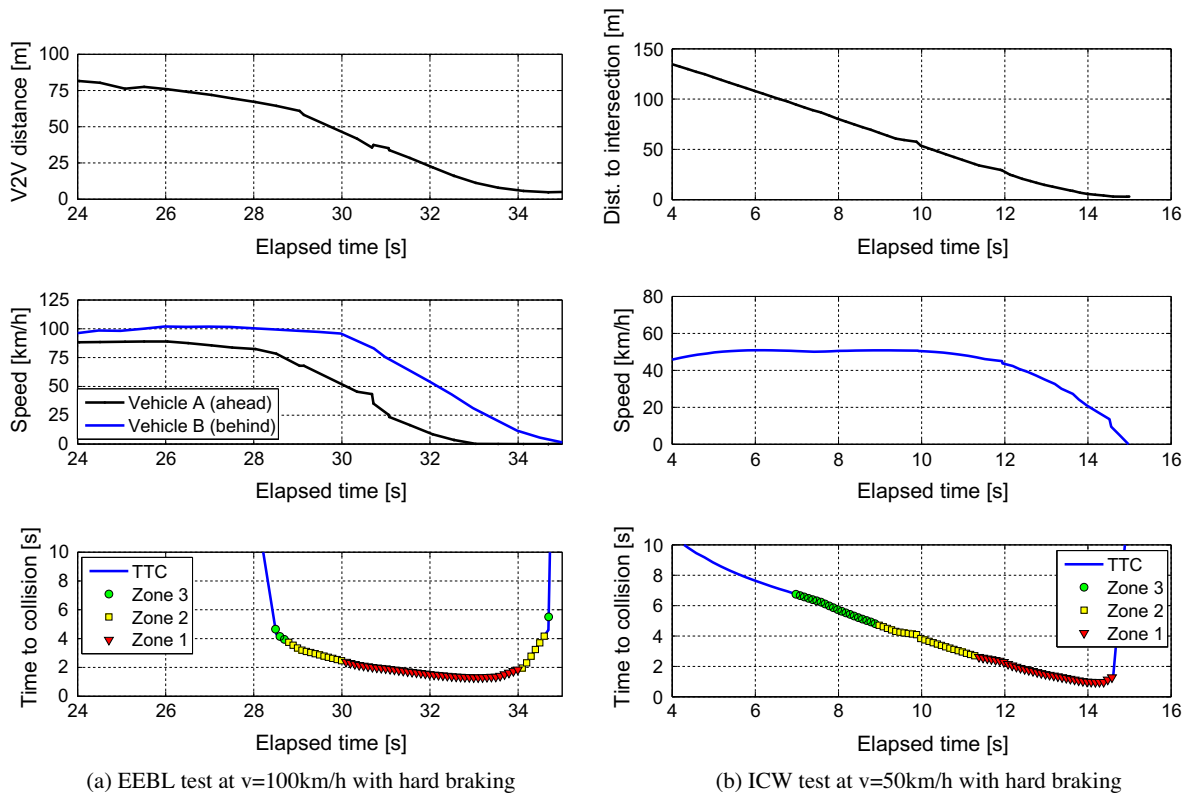 V2V distance [m]
100
75
50
25
0
24 26 28 30 32 34
Elapsed time [s]
Speed [km/h]
125
100
75
50
25
0
Vehicle A (ahead)
Vehicle B (behind)
24 26 28 30 32 34
Elapsed time [s]
Time to collision [s]
10
8
6
4
2
0
TTC
Zone 3
Zone 2
Zone 1
24 26 28 30 32 34
Elapsed time [s]
(a) EEBL test at v=100km/h with hard braking
Dist. to intersection [m]
150
100
50
0
4 6 8 10 12 14 16
Elapsed time [s]
Speed [km/h]
80
60
40
20
0
4 6 8 10 12 14 16
Elapsed time [s]
Time to collision [s]
10
8
6
4
2
0
TTC
Zone 3
Zone 2
Zone 1
4 6 8 10 12 14 16
Elapsed time [s]
(b) ICW test at v=50km/h with hard braking